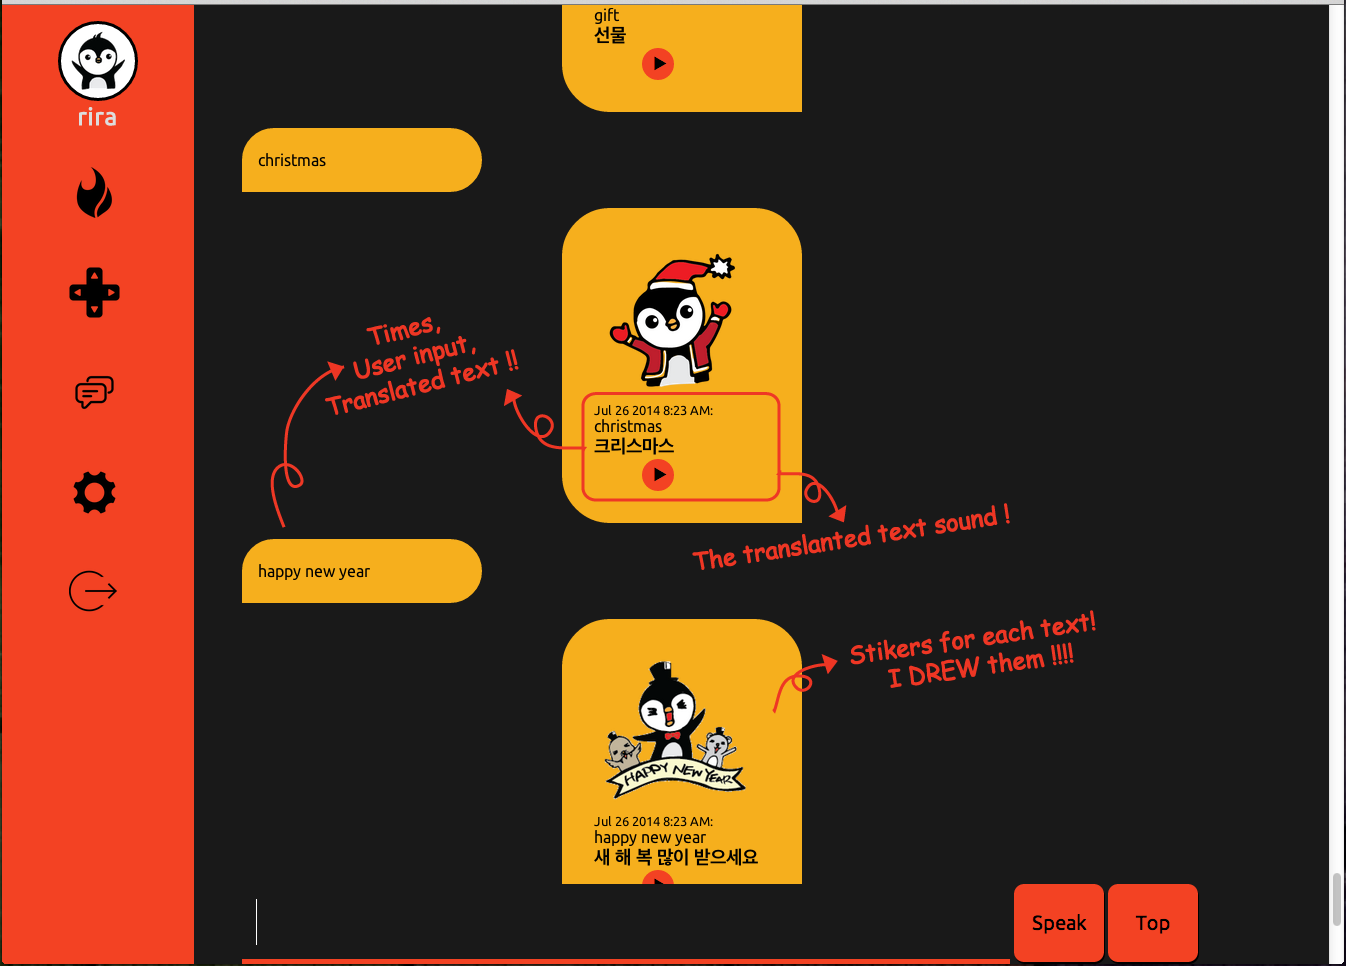 rira
gift
선물
christmas
Times,
User input,
Translated text !!
Jul 26 2014 8:23 AM:
christmas
크리스마스
The translanted text sound !
happy new year
Stikers for each text!
I DREW them !!!!
HAPPY NEW YEAR
Jul 26 2014 8:23 AM:
happy new year
새 해 복 많이 받으세요
Speak
Top